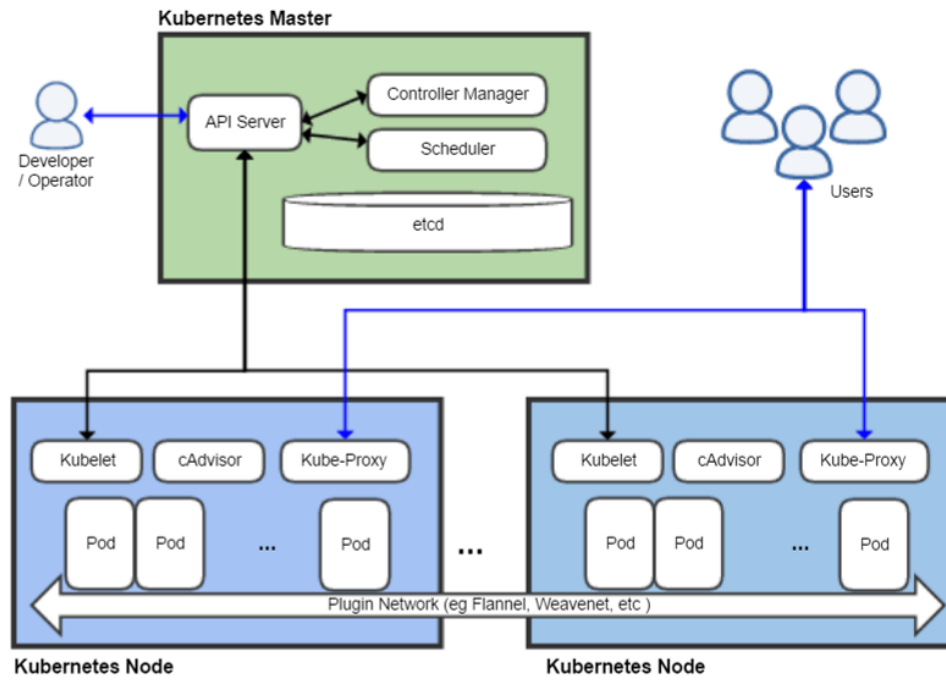 Kubernetes Master
API Server
Controller Manager
Scheduler
etcd
Developer
/ Operator
Users
Kubelet
cAdvisor
Kube-Proxy
Pod
Pod
...
Pod
...
Kubelet
cAdvisor
Kube-Proxy
Pod
Pod
...
Pod
Plugin Network (eg Flannel, Weavenet, etc )
Kubernetes Node
Kubernetes Node